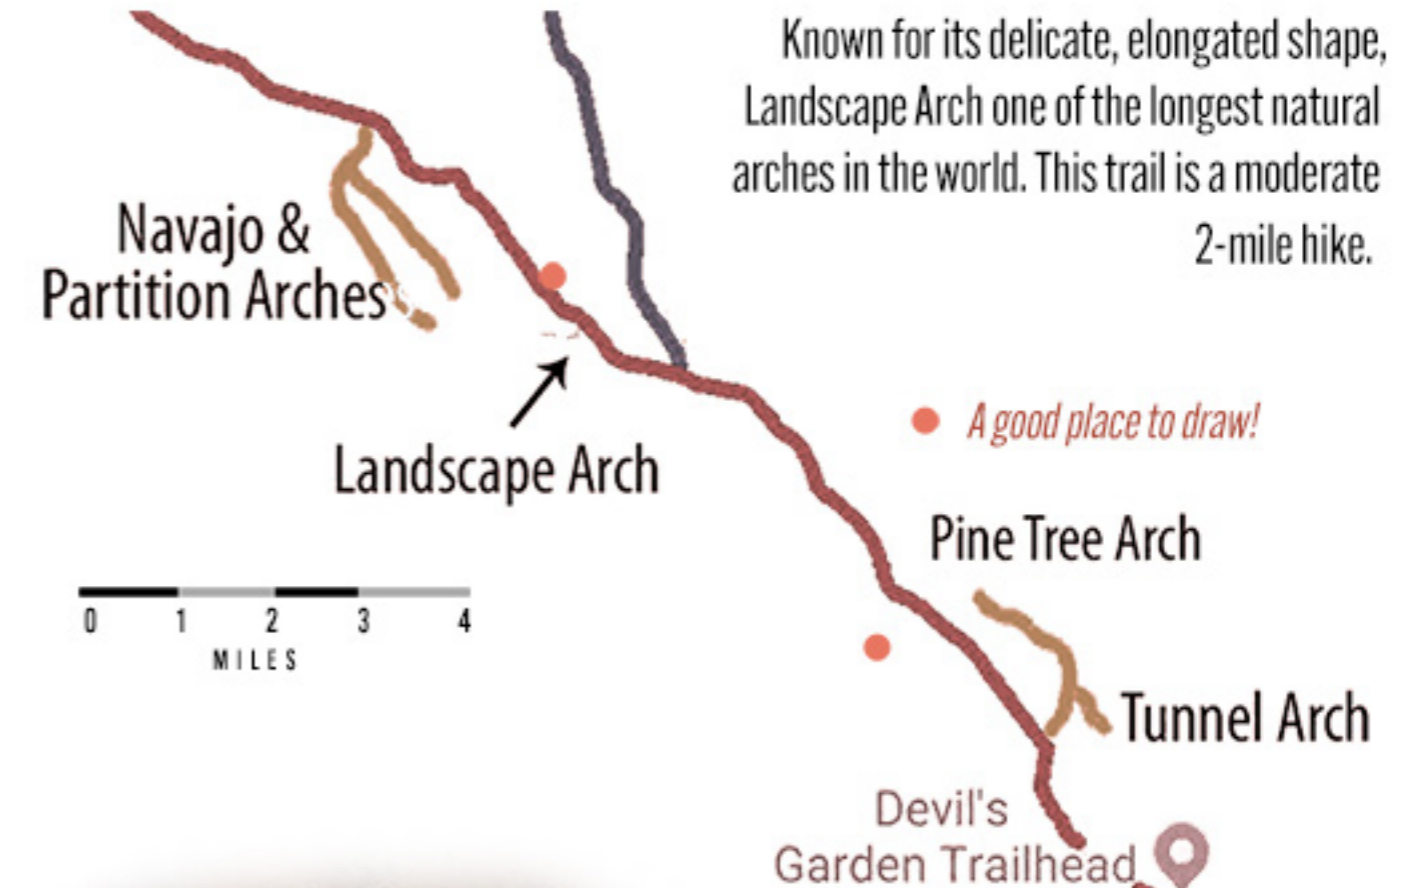 Known for its delicate, elongated shape,
Landscape Arch one of the longest natural
arches in the world. This trail is a moderate
2-mile hike.
Navajo &
Partition Arches
Landscape Arch
A good place to draw!
Pine Tree Arch
0 1 2 3 4
MILES
Tunnel Arch
Devil's
Garden Trailhead